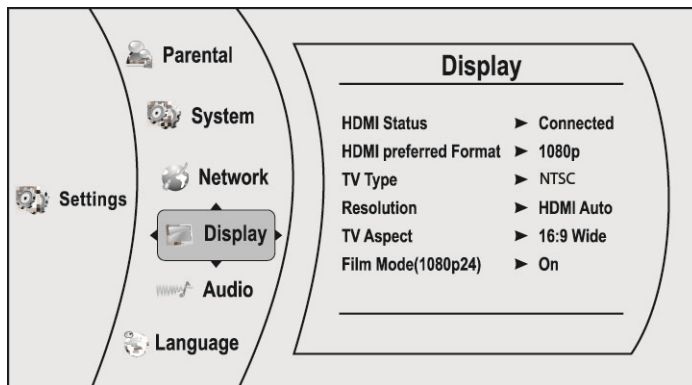 Settings
Parental
System
Network
Display
Audio
Language
Display
HDMI Status ► Connected
HDMI preferred Format ► 1080p
TV Type ► NTSC
Resolution ► HDMI Auto
TV Aspect ► 16:9 Wide
Film Mode(1080p24) ► On